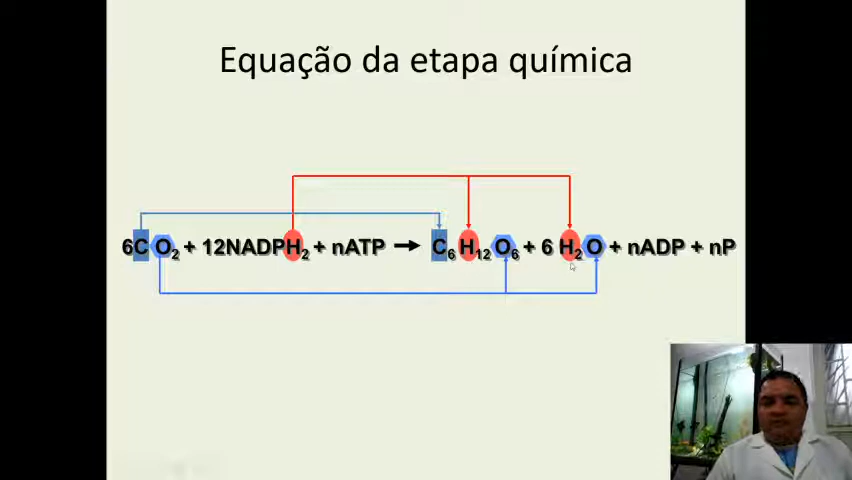 Equação da etapa química
6CO₂ + 12NADPH₂ + nATP → C₆H₁₂O₆ + 6 H₂O + nADP + nP